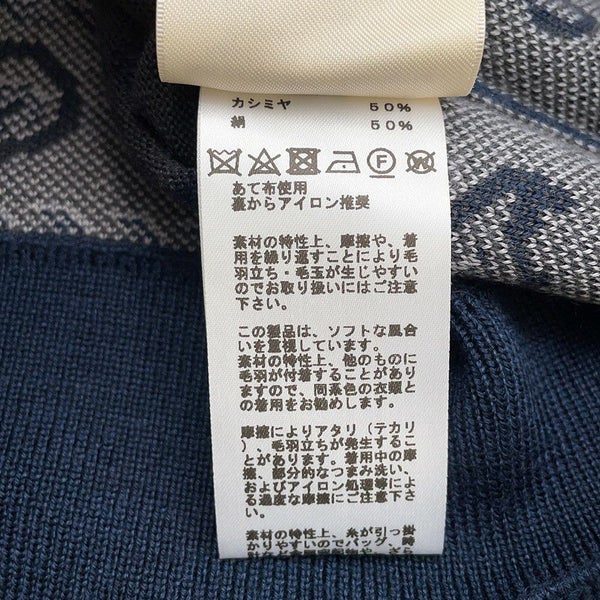 カシミヤ 50%
絹 50%
F W
あて布使用
裏からアイロン推奨
素材の特性上、摩擦や、着
用を繰り返すことにより毛
羽立ち・毛玉が生じやすい
のでお取り扱いにはご注意
下さい。
この製品は、ソフトな風合
いを重視しています。
素材の特性上、他のものに
毛羽が付着することがあり
ますので、同系色の衣類と
の着用をお勧めします。
摩擦によりアタリ（テカリ
）、毛羽立ちが発生するこ
とがあります。着用中の摩
擦、部分的なつまみ洗い、
およびアイロン処理等によ
る過度な摩擦にご注意下さ
い。
素材の特性上、糸が引っ掛
かりやすいのでバッグ、時